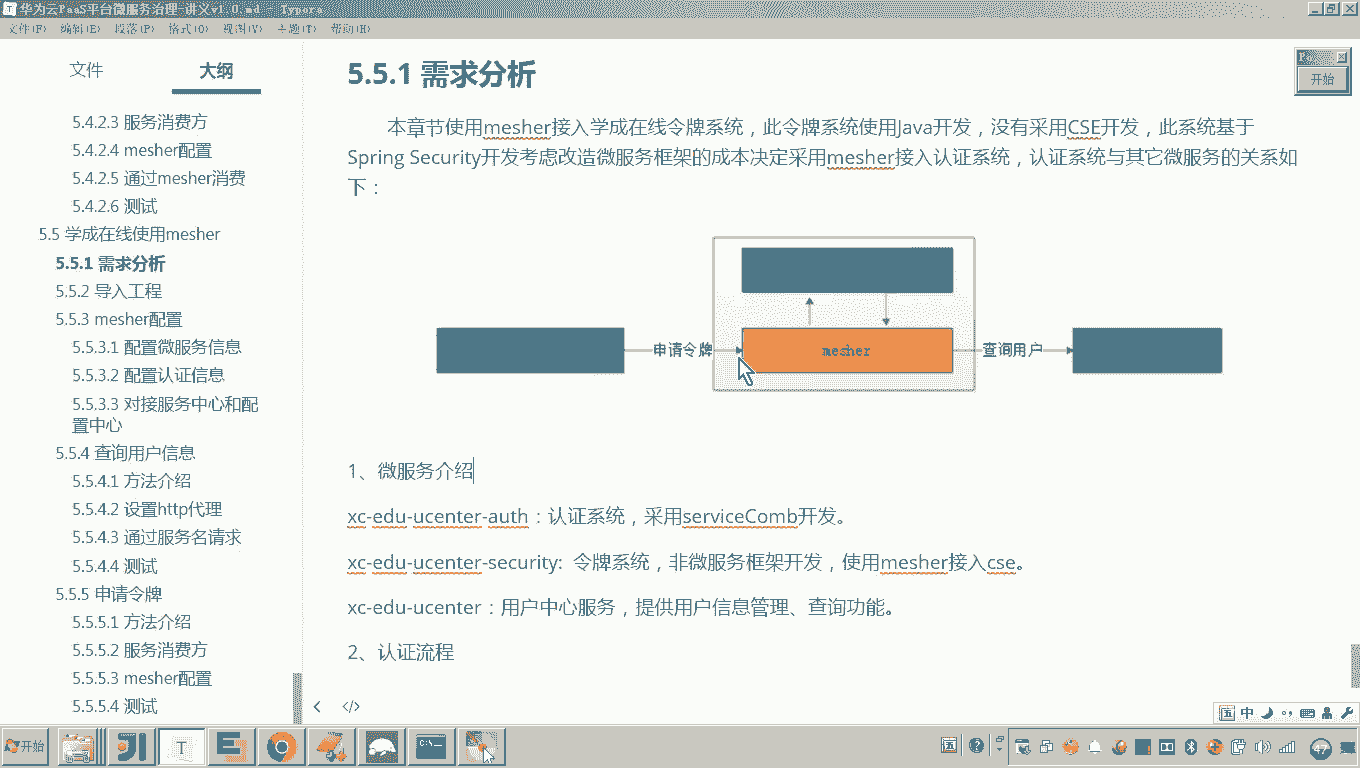 华为云PaaS平台微服务治理-讲义v1.0.md - Typora
文件(F) 编辑(E) 段落(P) 格式(O) 视图(V) 主题(T) 帮助(H)
文件 大纲
5.4.2.3 服务消费方
5.4.2.4 mesher配置
5.4.2.5 通过mesher消费
5.4.2.6 测试
5.5 学成在线使用mesher
5.5.1 需求分析
5.5.2 导入工程
5.5.3 mesher配置
5.5.3.1 配置微服务信息
5.5.3.2 配置认证信息
5.5.3.3 对接服务中心和配
置中心
5.5.4 查询用户信息
5.5.4.1 方法介绍
5.5.4.2 设置http代理
5.5.4.3 通过服务名请求
5.5.4.4 测试
5.5.5 申请令牌
5.5.5.1 方法介绍
5.5.5.2 服务消费方
5.5.5.3 mesher配置
5.5.5.4 测试
5.5.1 需求分析
本章节使用mesher接入学成在线令牌系统，此令牌系统使用Java开发，没有采用CSE开发，此系统基于
Spring Security开发考虑改造微服务框架的成本决定采用mesher接入认证系统，认证系统与其它微服务的关系如
下：
申请令牌
mesher
查询用户
1、微服务介绍
xc-edu-ucenter-auth：认证系统，采用serviceComb开发。
xc-edu-ucenter-security: 令牌系统，非微服务框架开发，使用mesher接入cse。
xc-edu-ucenter：用户中心服务，提供用户信息管理、查询功能。
2、认证流程
开始
开始
中
47